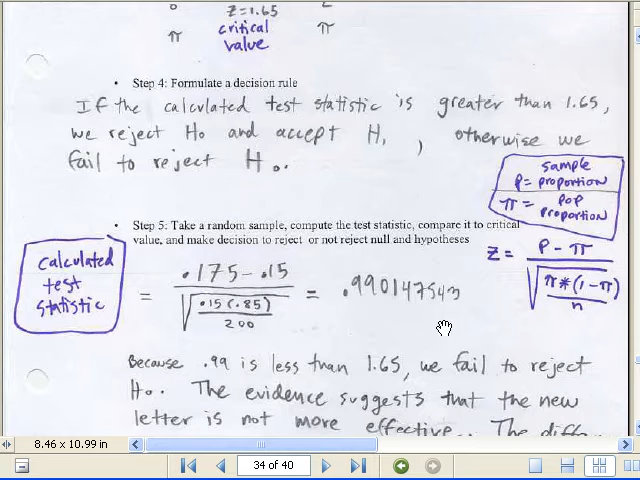 0
Z=1.65
π
critical
value
π
• Step 4: Formulate a decision rule
If the calculated test statistic is greater than 1.65,
we reject Ho and accept H1, otherwise we
fail to reject Ho.
sample
P= proportion
π= POP
proportion
• Step 5: Take a random sample, compute the test statistic, compare it to critical
value, and make decision to reject or not reject null and hypotheses
calculated
test
statistic
= .175-.15 / √(.15(.85)/200) = .990147543
Z = P-π / √(π*(1-π)/n)
Because .99 is less than 1.65, we fail to reject
Ho. The evidence suggests that the new
letter is not more effective. The
8.46 x 10.99 in
34 of 40